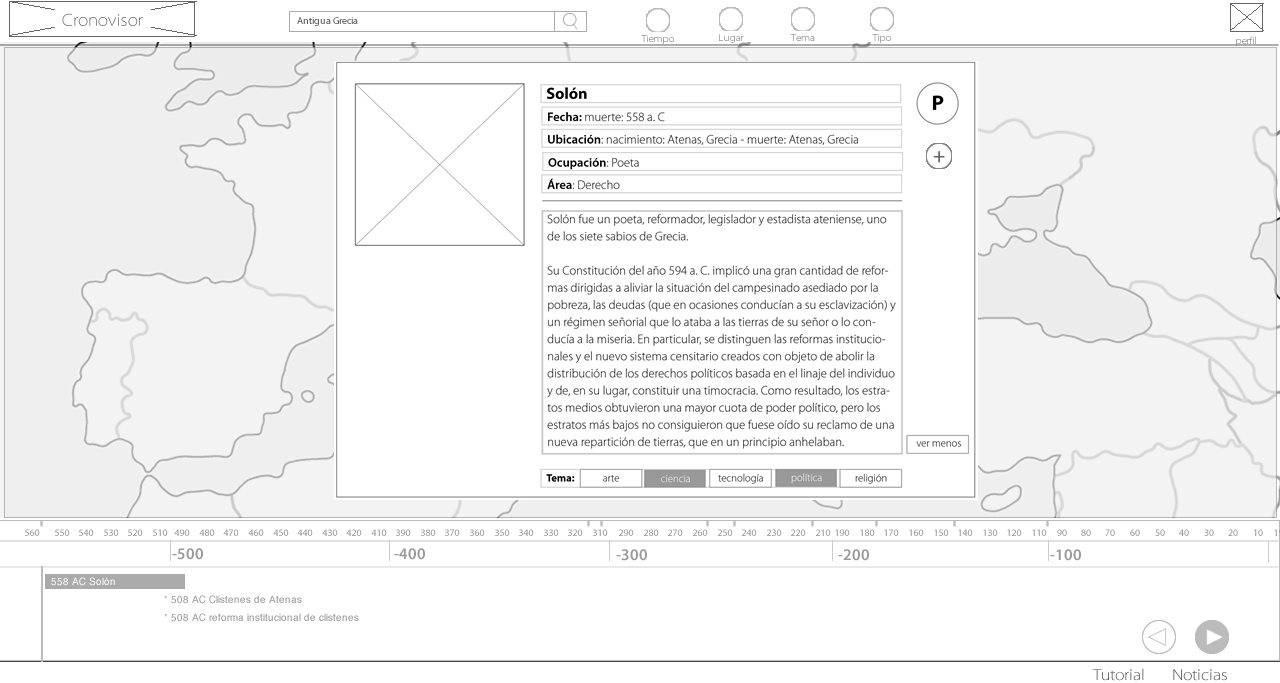 Cronovisor
Antigua Grecia
Tiempo
Lugar
Tema
Tipo
perfil
Solón
P
Fecha: muerte: 558 a. C
Ubicación: nacimiento: Atenas, Grecia - muerte: Atenas, Grecia
Ocupación: Poeta
Área: Derecho
Solón fue un poeta, reformador, legislador y estadista ateniense, uno
de los siete sabios de Grecia.
Su Constitución del año 594 a. C. implicó una gran cantidad de refor-
mas dirigidas a aliviar la situación del campesinado asediado por la
pobreza, las deudas (que en ocasiones conducían a su esclavización) y
un régimen señorial que lo ataba a las tierras de su señor o lo con-
ducía a la miseria. En particular, se distinguen las reformas institucio-
nales y el nuevo sistema censitario creados con objeto de abolir la
distribución de los derechos políticos basada en el linaje del individuo
y de, en su lugar, constituir una timocracia. Como resultado, los estra-
tos medios obtuvieron una mayor cuota de poder político, pero los
estratos más bajos no consiguieron que fuese oído su reclamo de una
nueva repartición de tierras, que en un principio anhelaban.
ver menos
Tema: arte ciencia tecnología política religión
560 550 540 530 520 510 490 480 470 460 450 440 430 420 410 390 380 370 360 350 340 330 320 310 290 280 270 260 250 240 230 220 210 190 180 170 160 150 140 130 120 110 90 80 70 60 50 40 30 20 10
-500 -400 -300 -200 -100
558 AC Solón
* 508 AC Clistenes de Atenas
* 508 AC reforma institucional de clistenes
Tutorial Noticias